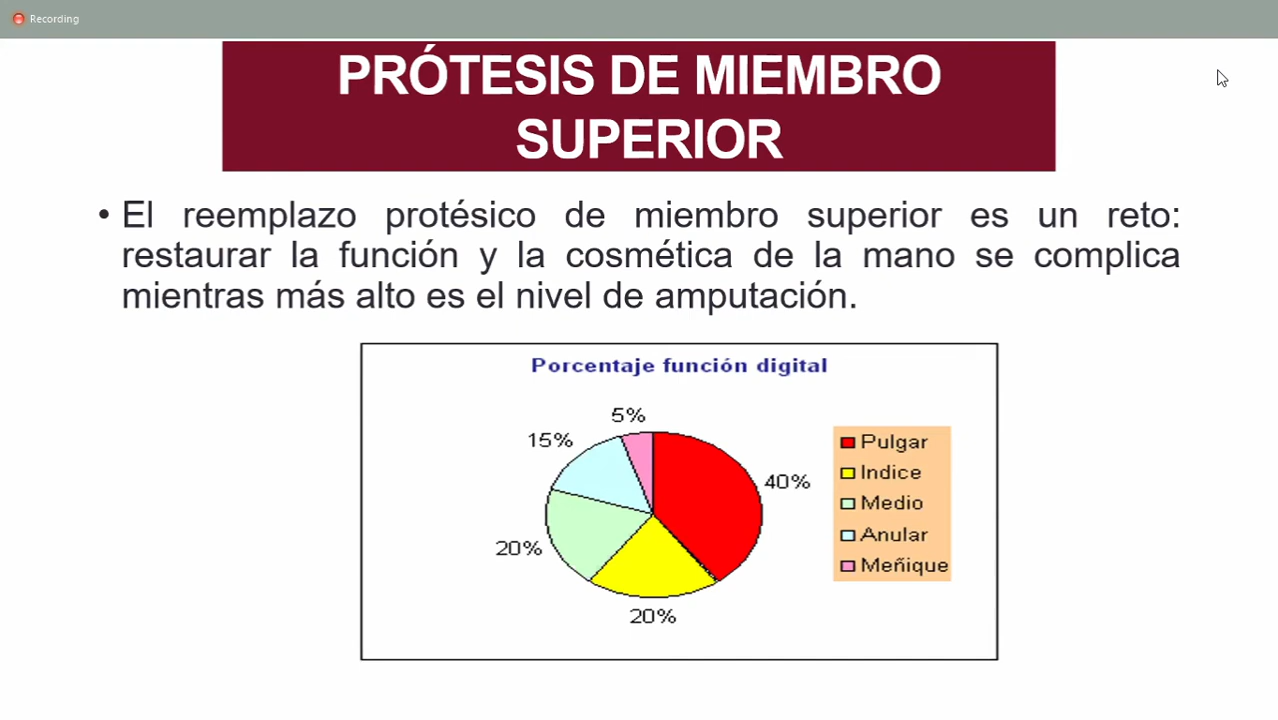 Recording
PRÓTESIS DE MIEMBRO
SUPERIOR
• El reemplazo protésico de miembro superior es un reto:
restaurar la función y la cosmética de la mano se complica
mientras más alto es el nivel de amputación.
Porcentaje función digital
5%
15%
40%
20%
20%
Pulgar
Indice
Medio
Anular
Meñique